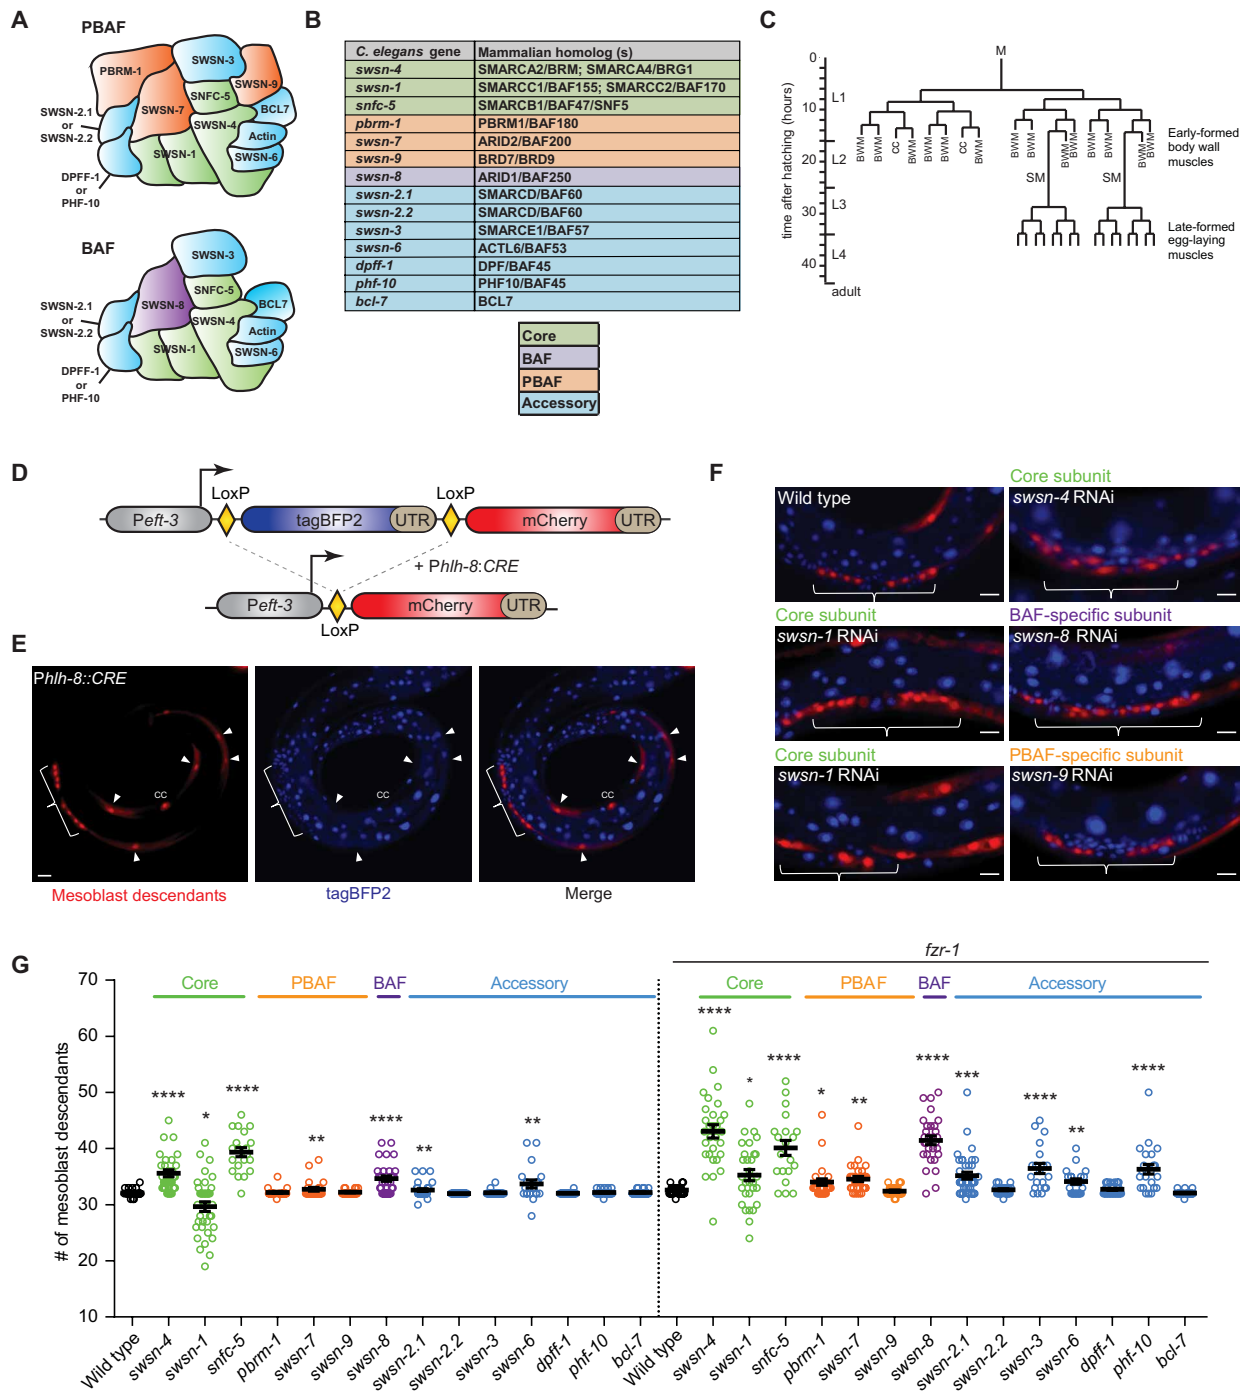 A
PBAF
PBRM-1
SWSN-3
SWSN-9
SWSN-7
SNFC-5
BCL7
SWSN-2.1
or
SWSN-2.2
SWSN-4
Actin
SWSN-1
SWSN-6
DPFF-1
or
PHF-10
BAF
SWSN-3
SNFC-5
SWSN-8
BCL7
SWSN-2.1
or
SWSN-2.2
SWSN-4
Actin
SWSN-1
SWSN-6
DPFF-1
or
PHF-10
B
C. elegans gene Mammalian homolog (s)
swsn-4 SMARCA2/BRM; SMARCA4/BRG1
swsn-1 SMARCC1/BAF155; SMARCC2/BAF170
snfc-5 SMARCB1/BAF47/SNF5
pbrm-1 PBRM1/BAF180
swsn-7 ARID2/BAF200
swsn-9 BRD7/BRD9
swsn-8 ARID1/BAF250
swsn-2.1 SMARCD/BAF60
swsn-2.2 SMARCD/BAF60
swsn-3 SMARCE1/BAF57
swsn-6 ACTL6/BAF53
dpff-1 DPF/BAF45
phf-10 PHF10/BAF45
bcl-7 BCL7
Core
BAF
PBAF
Accessory
C
time after hatching (hours)
0
10
20
30
40
L1
L2
L3
L4
adult
M
BWM BWM CC BWM BWM BWM CC BWM BWM BWM BWM BWM BWM BWM BWM BWM
SM SM
Early-formed
body wall
muscles
Late-formed
egg-laying
muscles
D
LoxP LoxP
Peft-3 tagBFP2 UTR mCherry UTR
+ Phlh-8:CRE
Peft-3 mCherry UTR
LoxP
E
Phlh-8::CRE
CC CC CC
Mesoblast descendants tagBFP2 Merge
F
Wild type
Core subunit
swsn-4 RNAi
Core subunit
swsn-1 RNAi
BAF-specific subunit
swsn-8 RNAi
Core subunit
swsn-1 RNAi
PBAF-specific subunit
swsn-9 RNAi
G
fzr-1
Core PBAF BAF Accessory Core PBAF BAF Accessory
**** * **** ** **** ** ** **** * **** * ** **** *** **** ** ****
# of mesoblast descendants
70
60
50
40
30
20
10
Wild type swsn-4 swsn-1 snfc-5 pbrm-1 swsn-7 swsn-9 swsn-8 swsn-2.1 swsn-2.2 swsn-3 swsn-6 dpff-1 phf-10 bcl-7 Wild type swsn-4 swsn-1 snfc-5 pbrm-1 swsn-7 swsn-9 swsn-8 swsn-2.1 swsn-2.2 swsn-3 swsn-6 dpff-1 phf-10 bcl-7